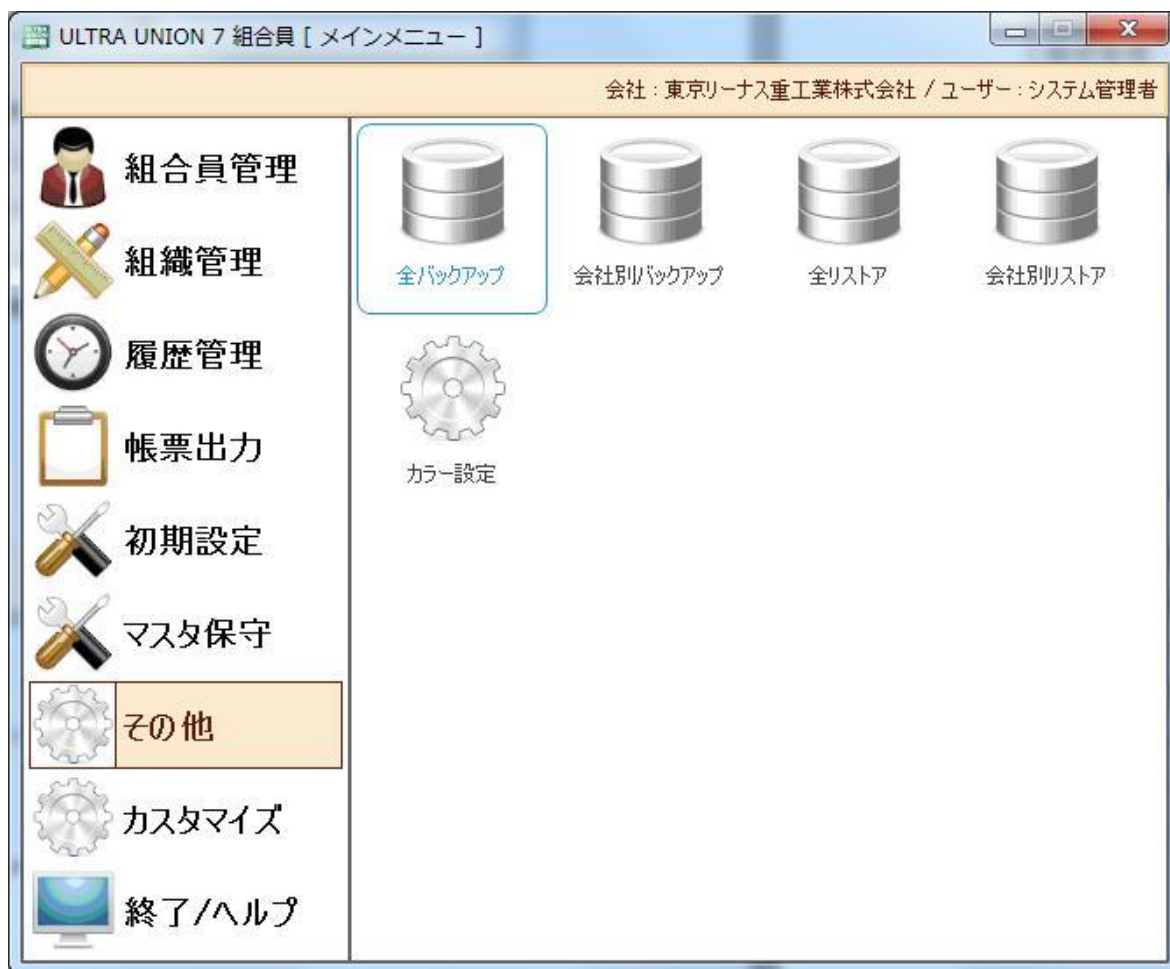 ULTRA UNION 7 組合員 [ メインメニュー ]
会社：東京リーナス重工業株式会社 / ユーザー：システム管理者
組合員管理
組織管理
履歴管理
帳票出力
初期設定
マスタ保守
その他
カスタマイズ
終了/ヘルプ
全バックアップ
会社別バックアップ
全リストア
会社別リストア
カラー設定